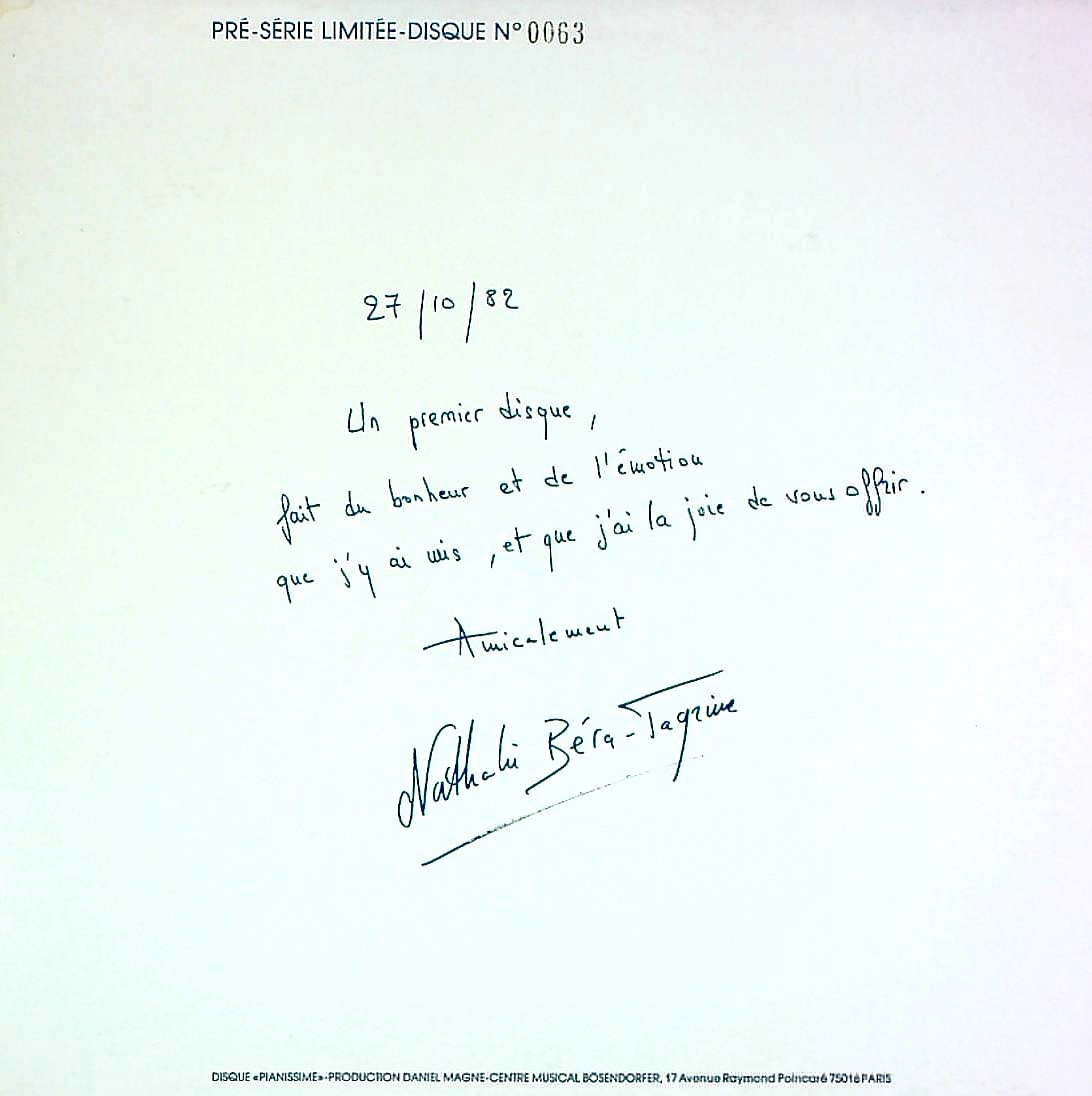 PRÉ-SÉRIE LIMITÉE-DISQUE N° 0063
27/10/82
Un premier disque,
fait du bonheur et de l'émotion
que j'y ai mis, et que j'ai la joie de vous offrir.
Amicalement
Nathalie Béra-Tagrine
DISQUE «PIANISSIME»-PRODUCTION DANIEL MAGNE-CENTRE MUSICAL BÖSENDORFER, 17 Avenue Raymond Poincaré 75016 PARIS